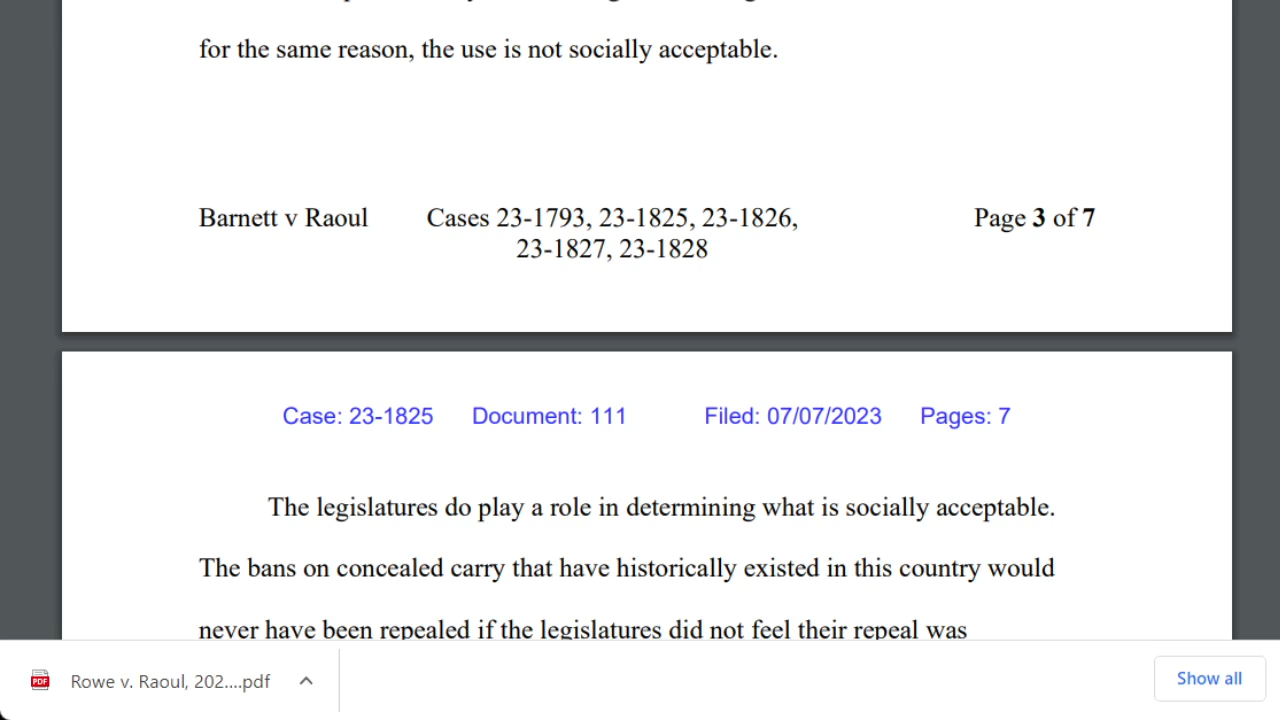 for the same reason, the use is not socially acceptable.
Barnett v Raoul Cases 23-1793, 23-1825, 23-1826, Page 3 of 7
23-1827, 23-1828
Case: 23-1825 Document: 111 Filed: 07/07/2023 Pages: 7
The legislatures do play a role in determining what is socially acceptable.
The bans on concealed carry that have historically existed in this country would
never have been repealed if the legislatures did not feel their repeal was
PDF Rowe v. Raoul, 202....pdf Show all